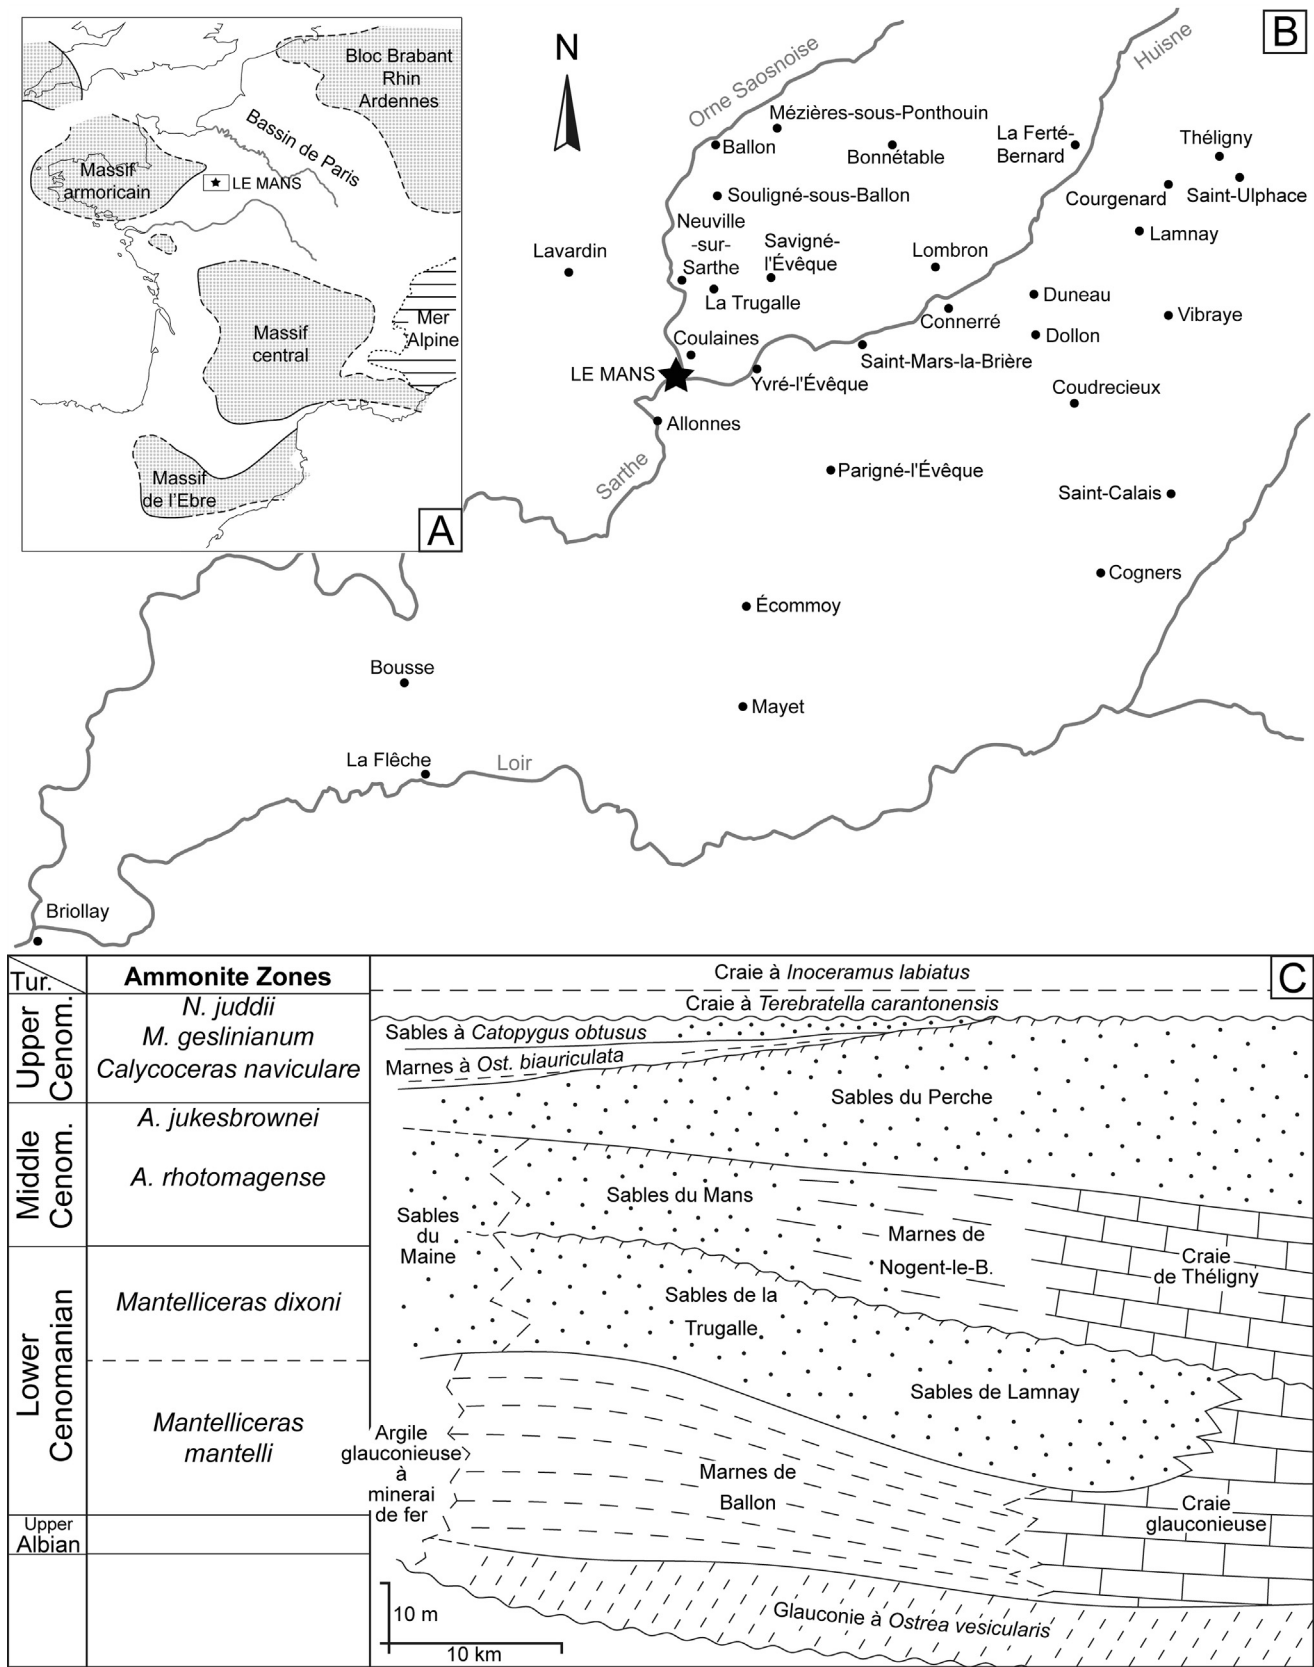 Bloc Brabant
Rhin
Ardennes
Bassin de Paris
Massif
armoricain
LE MANS
Massif
central
Mer
Alpine
Massif
de l'Ebre
A
B
N
Orne Saosnoise
Huisne
Mézières-sous-Ponthouin
Ballon
Bonnétable
La Ferté-
Bernard
Théligny
Courgenard
Saint-Ulphace
Souligné-sous-Ballon
Neuville
-sur-
Sarthe
Savigné-
l'Évêque
Lamnay
Lavardin
Lombron
La Trugalle
Duneau
Connerré
Vibraye
Coulaines
Dollon
Saint-Mars-la-Brière
LE MANS
Yvré-l'Évêque
Coudrecieux
Allonnes
Sarthe
Parigné-l'Évêque
Saint-Calais
Cogners
Écommoy
Bousse
Mayet
La Flêche
Loir
Briollay
C
Tur.
Ammonite Zones
Upper
Cenom.
N. juddii
M. geslinianum
Calycoceras naviculare
Middle
Cenom.
A. jukesbrownei
A. rhotomagense
Lower
Cenomanian
Mantelliceras dixoni
Mantelliceras
mantelli
Upper
Albian
Craie à Inoceramus labiatus
Craie à Terebratella carantonensis
Sables à Catopygus obtusus
Marnes à Ost. biauriculata
Sables du Perche
Sables du Mans
Sables
du
Maine
Marnes de
Nogent-le-B.
Craie
de Théligny
Sables de la
Trugalle
Sables de Lamnay
Argile
glauconieuse
à
minerai
de fer
Marnes de
Ballon
Craie
glauconieuse
Glauconie à Ostrea vesicularis
10 m
10 km